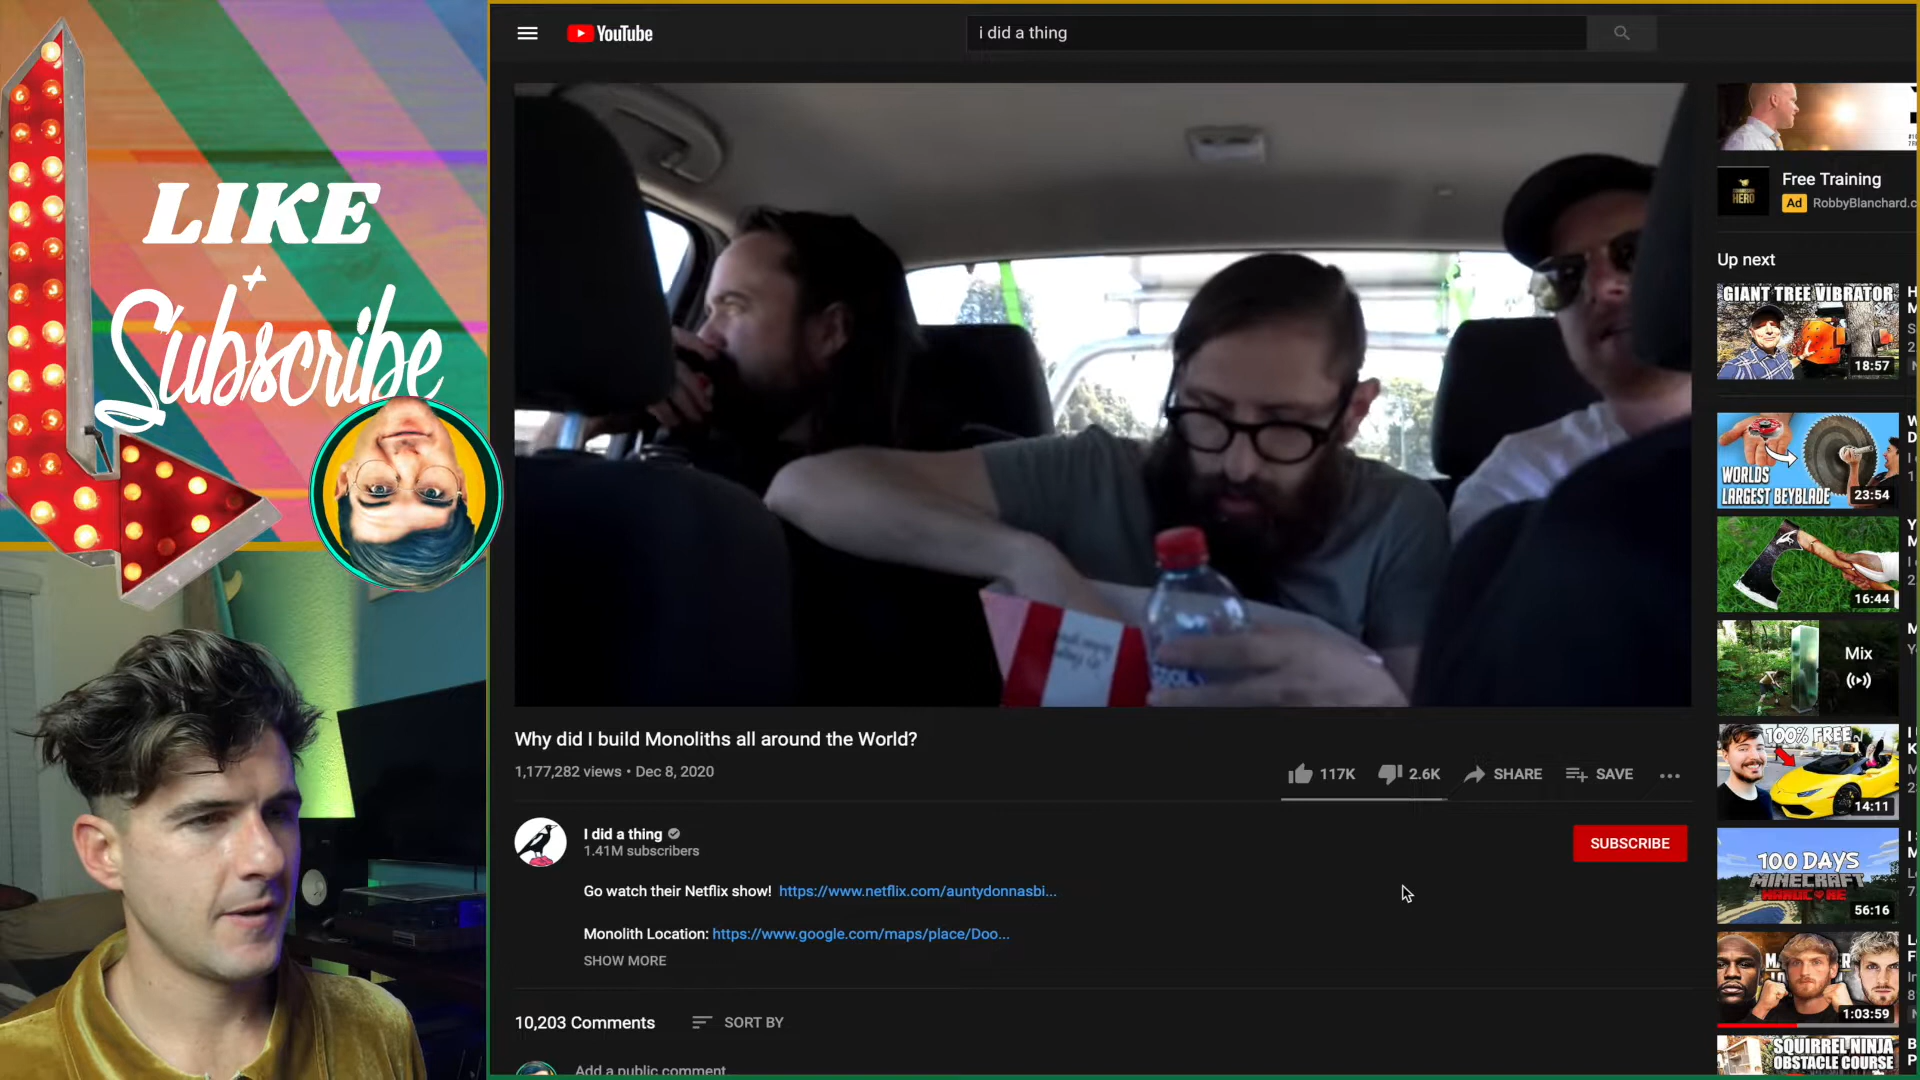 YouTube
i did a thing
LIKE
+
Subscribe
Why did I build Monoliths all around the World?
1,177,282 views • Dec 8, 2020
117K
2.6K
SHARE
SAVE
I did a thing
1.41M subscribers
SUBSCRIBE
Go watch their Netflix show! https://www.netflix.com/auntydonnasbi...
Monolith Location: https://www.google.com/maps/place/Doo...
SHOW MORE
10,203 Comments
SORT BY
Add a public comment
COMMISSION HERO
Free Training
Ad RobbyBlanchard.c
Up next
GIANT TREE VIBRATOR
18:57
WORLDS
LARGEST BEYBLADE
23:54
16:44
Mix
100% FREE
14:11
100 DAYS
MINECRAFT
HARDCORE
56:16
1:03:59
SQUIRREL NINJA
OBSTACLE COURSE